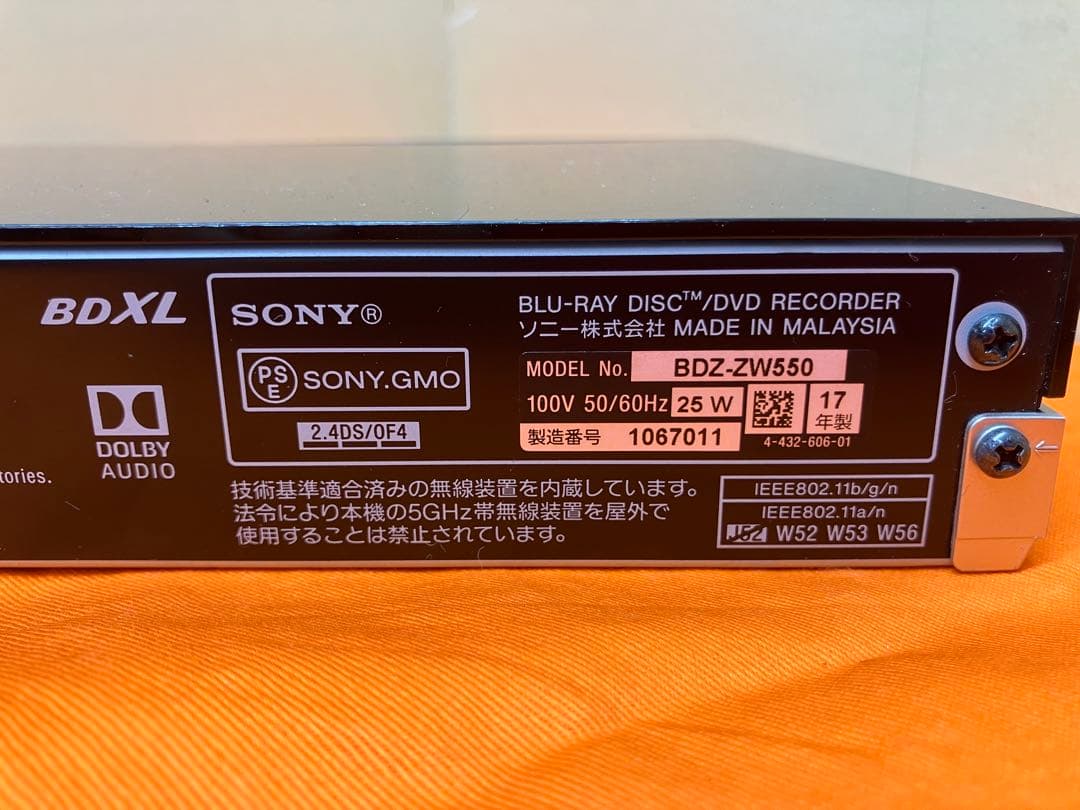 BDXL
DOLBY
AUDIO
tories.
SONY®
PSE SONY.GMO
2.4DS/OF4
BLU-RAY DISC™/DVD RECORDER
ソニー株式会社 MADE IN MALAYSIA
MODEL No. BDZ-ZW550
100V 50/60Hz 25 W
17
年製
製造番号 1067011
4-432-606-01
技術基準適合済みの無線装置を内蔵しています。
法令により本機の5GHz帯無線装置を屋外で
使用することは禁止されています。
IEEE802.11b/g/n
IEEE802.11a/n
J52 W52 W53 W56